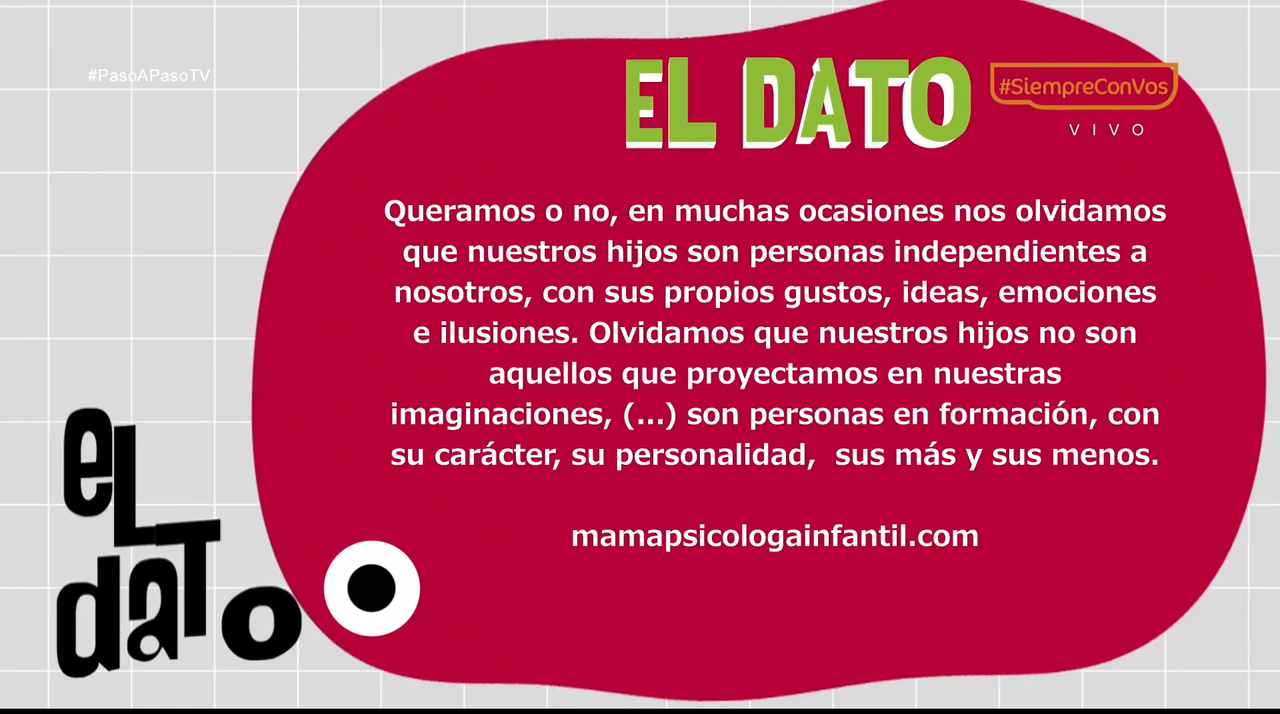 #PasoAPasoTV
EL DATO
#SiempreConVos
VIVO
Queramos o no, en muchas ocasiones nos olvidamos
que nuestros hijos son personas independientes a
nosotros, con sus propios gustos, ideas, emociones
e ilusiones. Olvidamos que nuestros hijos no son
aquellos que proyectamos en nuestras
imaginaciones, (...) son personas en formación, con
su carácter, su personalidad,  sus más y sus menos.
mamapsicologainfantil.com
eL
daTo